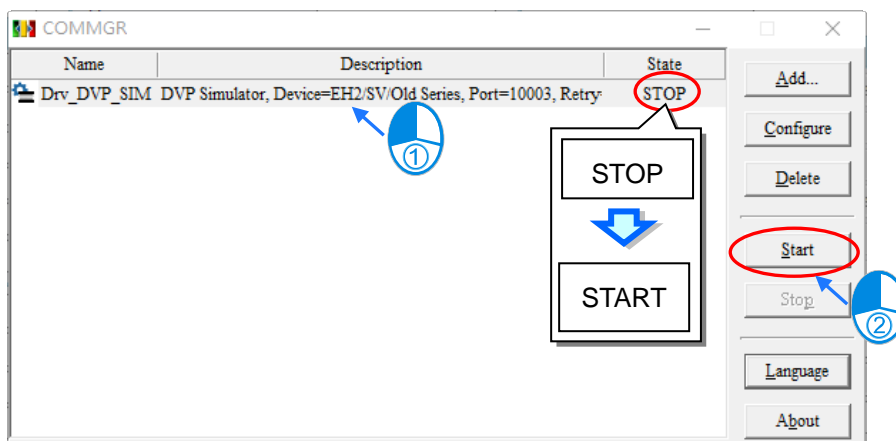 COMMGR
Name Description State
Drv_DVP_SIM DVP Simulator, Device=EH2/SV/Old Series, Port=10003, Retry STOP
Add...
Configure
Delete
Start
Stop
Language
About
①
②
STOP
START